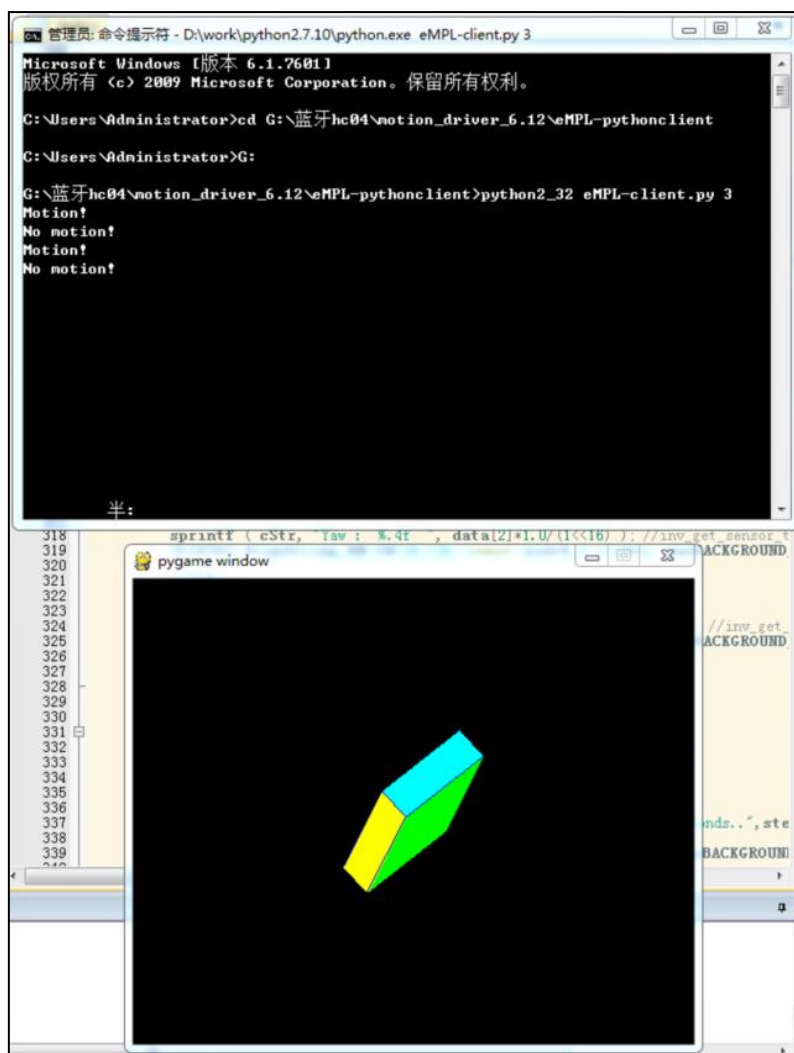 管理员: 命令提示符 - D:\work\python2.7.10\python.exe eMPL-client.py 3
Microsoft Windows [版本 6.1.7601]
版权所有 (c) 2009 Microsoft Corporation。保留所有权利。
C:\Users\Administrator>cd G:\蓝牙hc04\motion_driver_6.12\eMPL-pythonclient
C:\Users\Administrator>G:
G:\蓝牙hc04\motion_driver_6.12\eMPL-pythonclient>python2_32 eMPL-client.py 3
Motion!
No motion!
Motion!
No motion!
半:
318 sprintf ( cStr, "Yaw : %.4f ", data[2]*1.0/(1<<16) ); //inv_get_sensor_t
319 ACKGROUND
pygame window
320
321
322
323
324 //inv_get_
325 ACKGROUND
326
327
328
329
330
331
332
333
334
335
336
337 nds..",ste
338
339 BACKGROUN